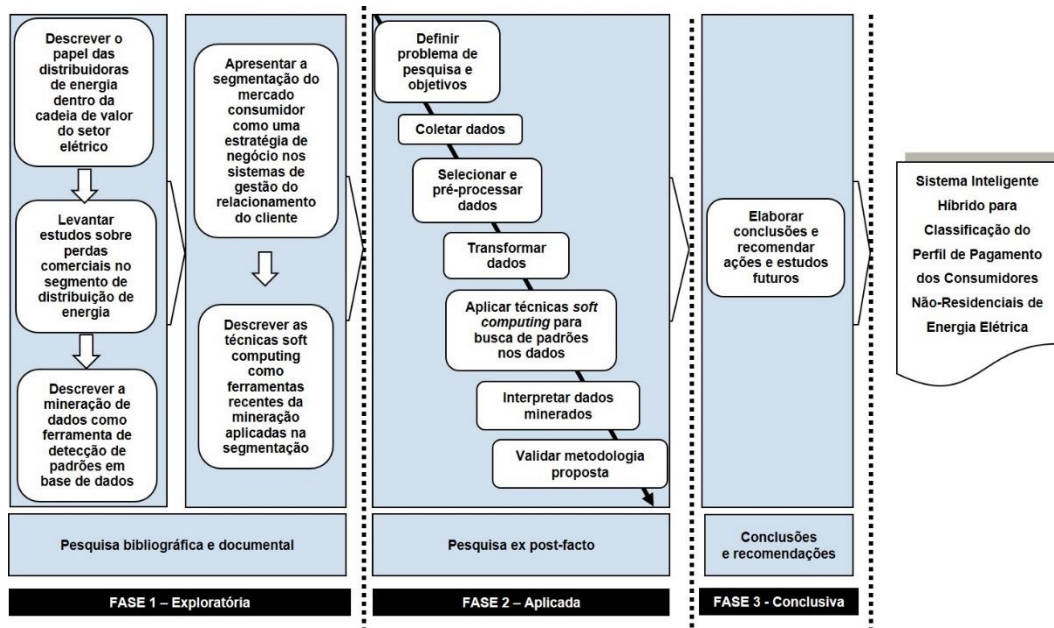 Descrever o
papel das
distribuidoras
de energia
dentro da
cadeia de valor
do setor
elétrico
Levantar
estudos sobre
perdas
comerciais no
segmento de
distribuição de
energia
Descrever a
mineração de
dados como
ferramenta de
detecção de
padrões em
base de dados
Apresentar a
segmentação do
mercado
consumidor
como uma
estratégia de
negócio nos
sistemas de
gestão do
relacionamento
do cliente
Descrever as
técnicas soft
computing
como
ferramentas
recentes da
mineração
aplicadas na
segmentação
Pesquisa bibliográfica e documental
FASE 1 – Exploratória
Definir
problema de
pesquisa e
objetivos
Coletar dados
Selecionar e
pré-processar
dados
Transformar
dados
Aplicar técnicas soft
computing para
busca de padrões
nos dados
Interpretar dados
minerados
Validar metodologia
proposta
Pesquisa ex post-facto
FASE 2 – Aplicada
Elaborar
conclusões e
recomendar
ações e estudos
futuros
Conclusões
e recomendações
FASE 3 - Conclusiva
Sistema Inteligente
Híbrido para
Classificação do
Perfil de Pagamento
dos Consumidores
Não-Residenciais de
Energia Elétrica